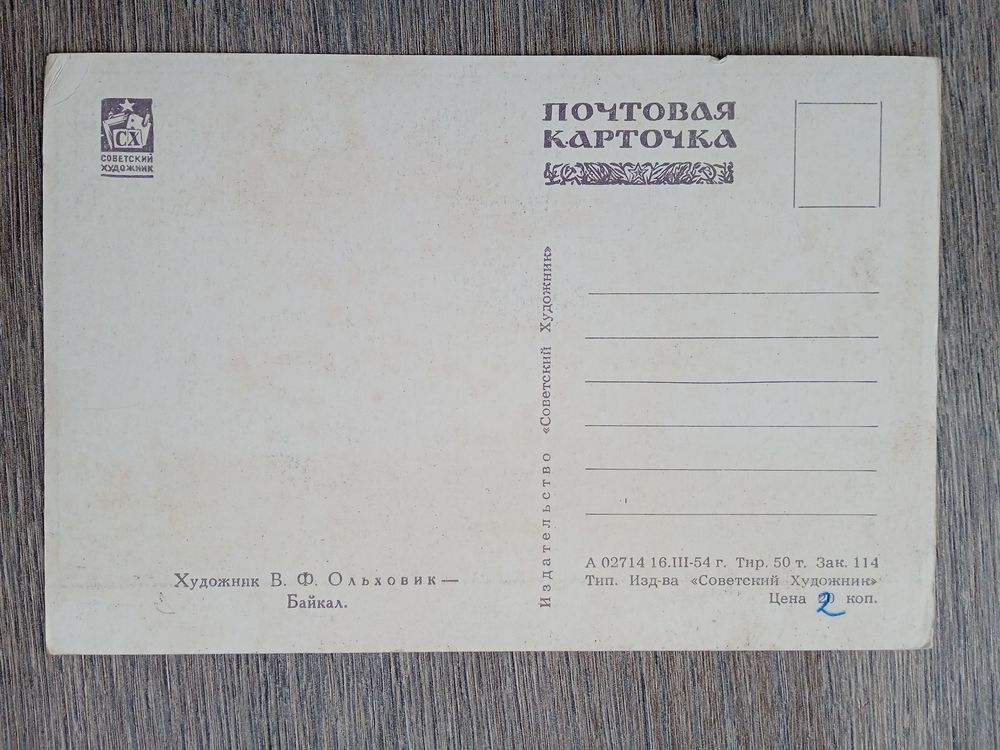 СХ
СОВЕТСКИЙ
ХУДОЖНИК
ПОЧТОВАЯ
КАРТОЧКА
Художник В. Ф. Ольховик —
Байкал.
Издательство «Советский Художник»
А 02714 16.III-54 г. Тир. 50 т. Зак. 114
Тип. Изд-ва «Советский Художник»
Цена 2 коп.